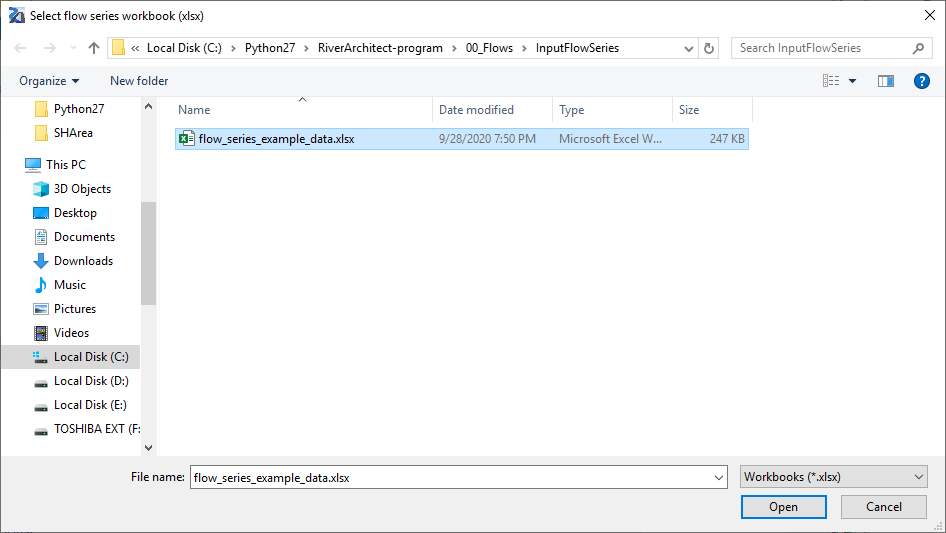 Select flow series workbook (xlsx)
« Local Disk (C:) › Python27 › RiverArchitect-program › 00_Flows › InputFlowSeries
Search InputFlowSeries
Organize
New folder
Python27
SHArea
This PC
3D Objects
Desktop
Documents
Downloads
Music
Pictures
Videos
Local Disk (C:)
Local Disk (D:)
Local Disk (E:)
TOSHIBA EXT (F:
Name Date modified Type Size
flow_series_example_data.xlsx 9/28/2020 7:50 PM Microsoft Excel W... 247 KB
File name: flow_series_example_data.xlsx
Workbooks (*.xlsx)
Open
Cancel